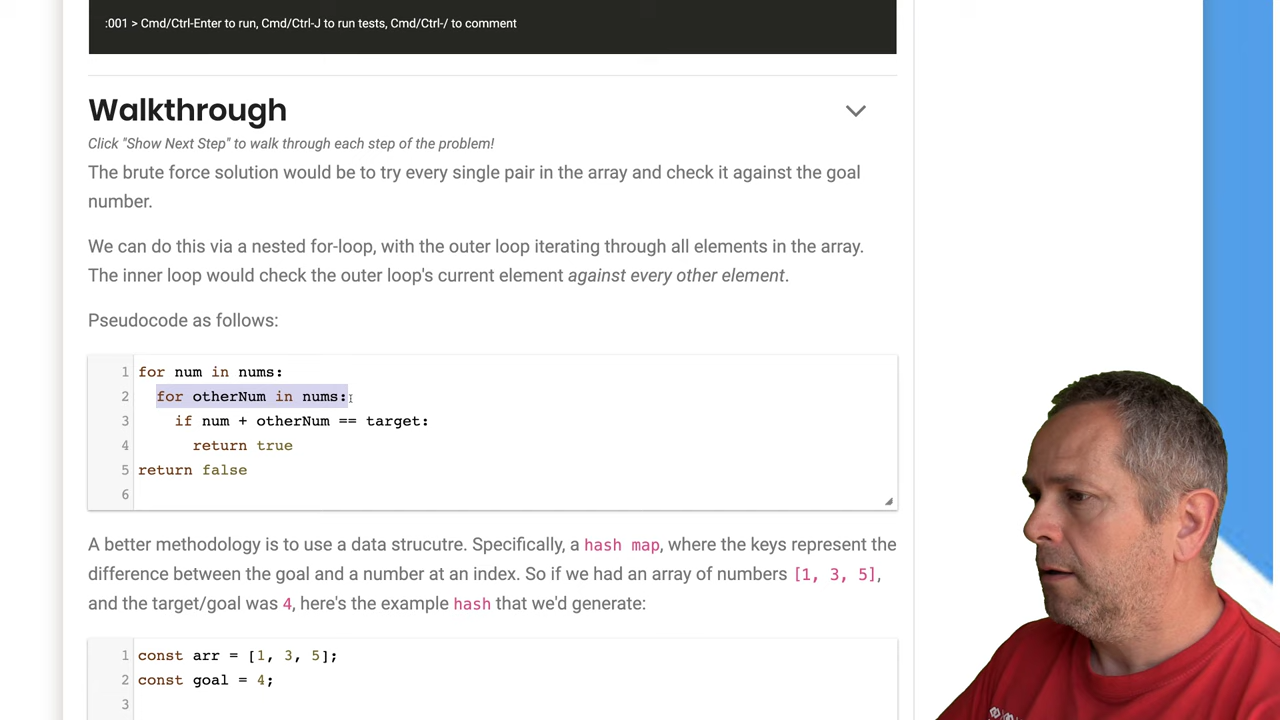 :001 > Cmd/Ctrl-Enter to run, Cmd/Ctrl-J to run tests, Cmd/Ctrl-/ to comment
Walkthrough
Click "Show Next Step" to walk through each step of the problem!
The brute force solution would be to try every single pair in the array and check it against the goal
number.
We can do this via a nested for-loop, with the outer loop iterating through all elements in the array.
The inner loop would check the outer loop's current element against every other element.
Pseudocode as follows:
1 for num in nums:
2 for otherNum in nums:
3 if num + otherNum == target:
4 return true
5 return false
6
A better methodology is to use a data strucutre. Specifically, a hash map, where the keys represent the
difference between the goal and a number at an index. So if we had an array of numbers [1, 3, 5],
and the target/goal was 4, here's the example hash that we'd generate:
1 const arr = [1, 3, 5];
2 const goal = 4;
3